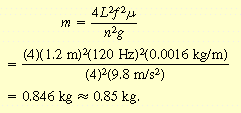 m = 4L²f²μ / n²g
= (4)(1.2 m)²(120 Hz)²(0.0016 kg/m) / (4)²(9.8 m/s²)
= 0.846 kg ≈ 0.85 kg.